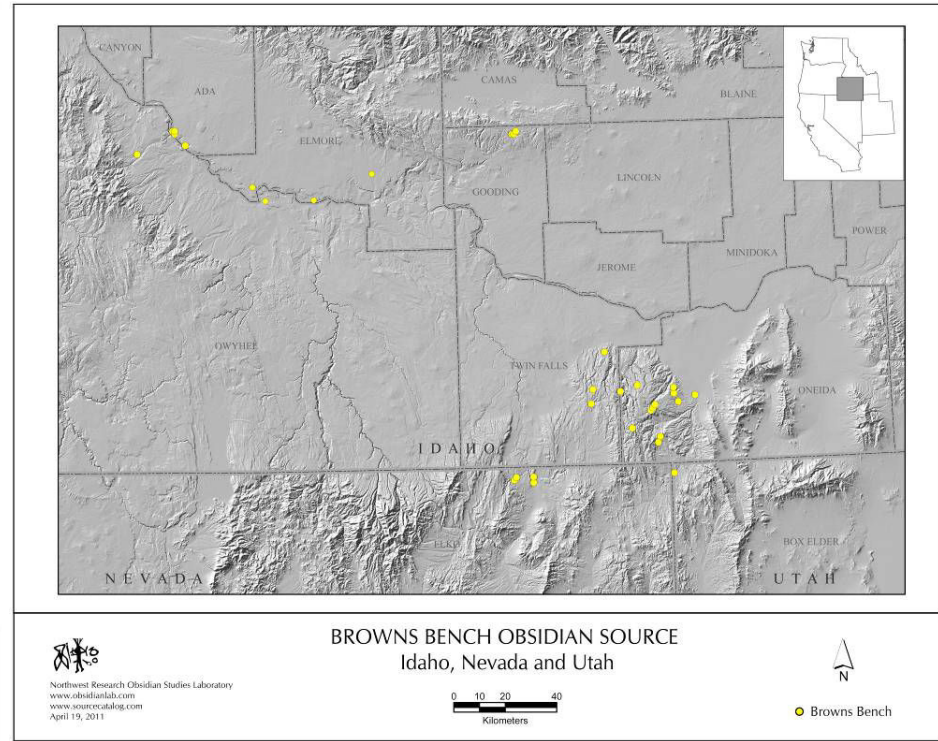 CANYON
ADA
CAMAS
BLAINE
ELMORE
GOODING
LINCOLN
POWER
JEROME
MINIDOKA
OWYHEE
TWIN FALLS
ONEIDA
IDAHO
ELKO
BOX ELDER
NEVADA
UTAH
BROWNS BENCH OBSIDIAN SOURCE
Idaho, Nevada and Utah
Northwest Research Obsidian Studies Laboratory
www.obsidianlab.com
www.sourcecatalog.com
April 19, 2011
0 10 20 40
Kilometers
N
Browns Bench